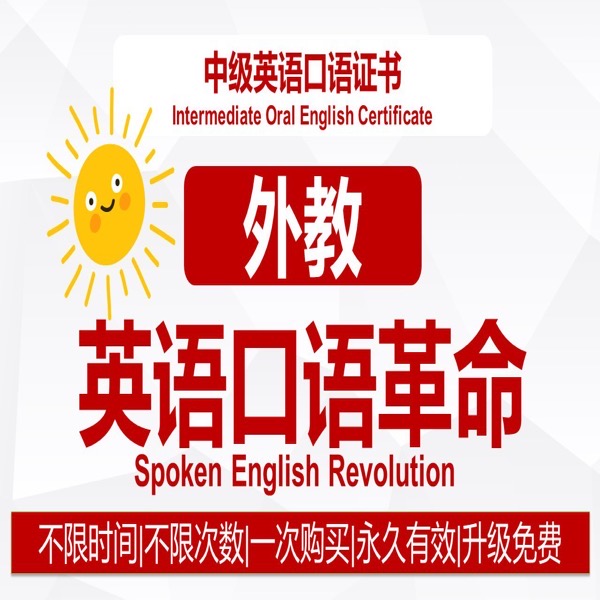 中级英语口语证书
Intermediate Oral English Certificate
外教
英语口语革命
Spoken English Revolution
不限时间|不限次数|一次购买|永久有效|升级免费